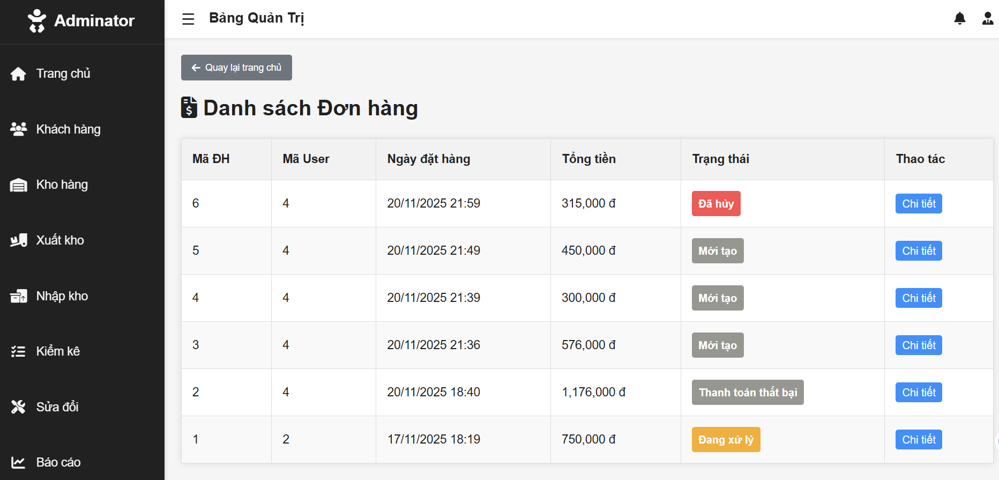 Adminator
Bảng Quản Trị
Trang chủ
Khách hàng
Kho hàng
Xuất kho
Nhập kho
Kiểm kê
Sửa đổi
Báo cáo
Quay lại trang chủ
Danh sách Đơn hàng
Mã ĐH Mã User Ngày đặt hàng Tổng tiền Trạng thái Thao tác
6 4 20/11/2025 21:59 315,000 đ Đã hủy Chi tiết
5 4 20/11/2025 21:49 450,000 đ Mới tạo Chi tiết
4 4 20/11/2025 21:39 300,000 đ Mới tạo Chi tiết
3 4 20/11/2025 21:36 576,000 đ Mới tạo Chi tiết
2 4 20/11/2025 18:40 1,176,000 đ Thanh toán thất bại Chi tiết
1 2 17/11/2025 18:19 750,000 đ Đang xử lý Chi tiết